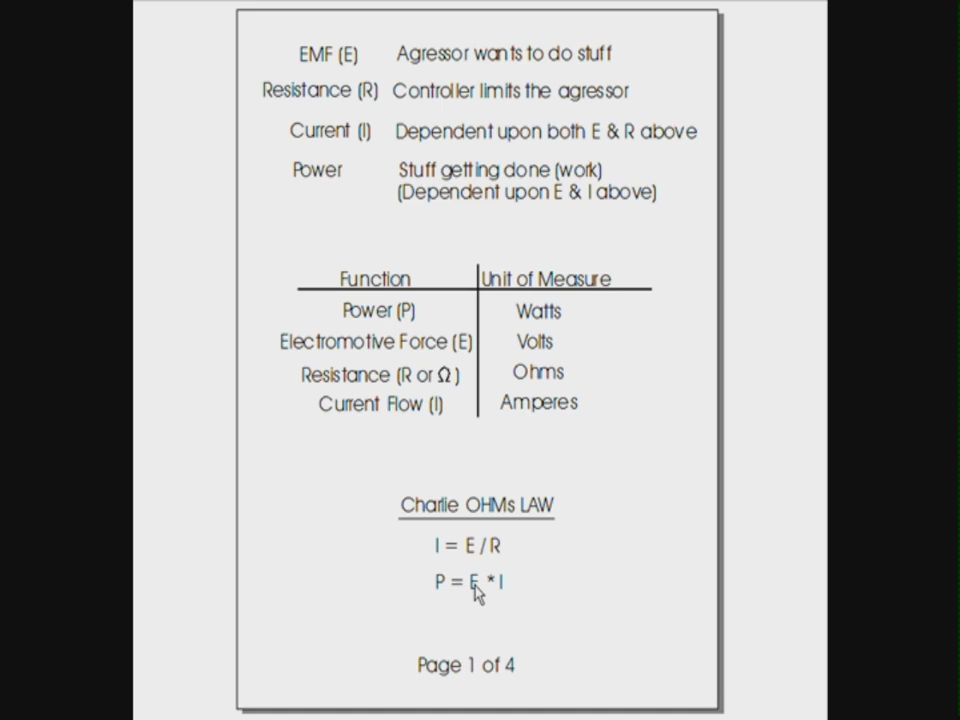 EMF (E) Agressor wants to do stuff
Resistance (R) Controller limits the agressor
Current (I) Dependent upon both E & R above
Power Stuff getting done (work)
(Dependent upon E & I above)
Function Unit of Measure
Power (P) Watts
Electromotive Force (E) Volts
Resistance (R or Ω ) Ohms
Current Flow (I) Amperes
Charlie OHMs LAW
I = E / R
P = E * I
Page 1 of 4